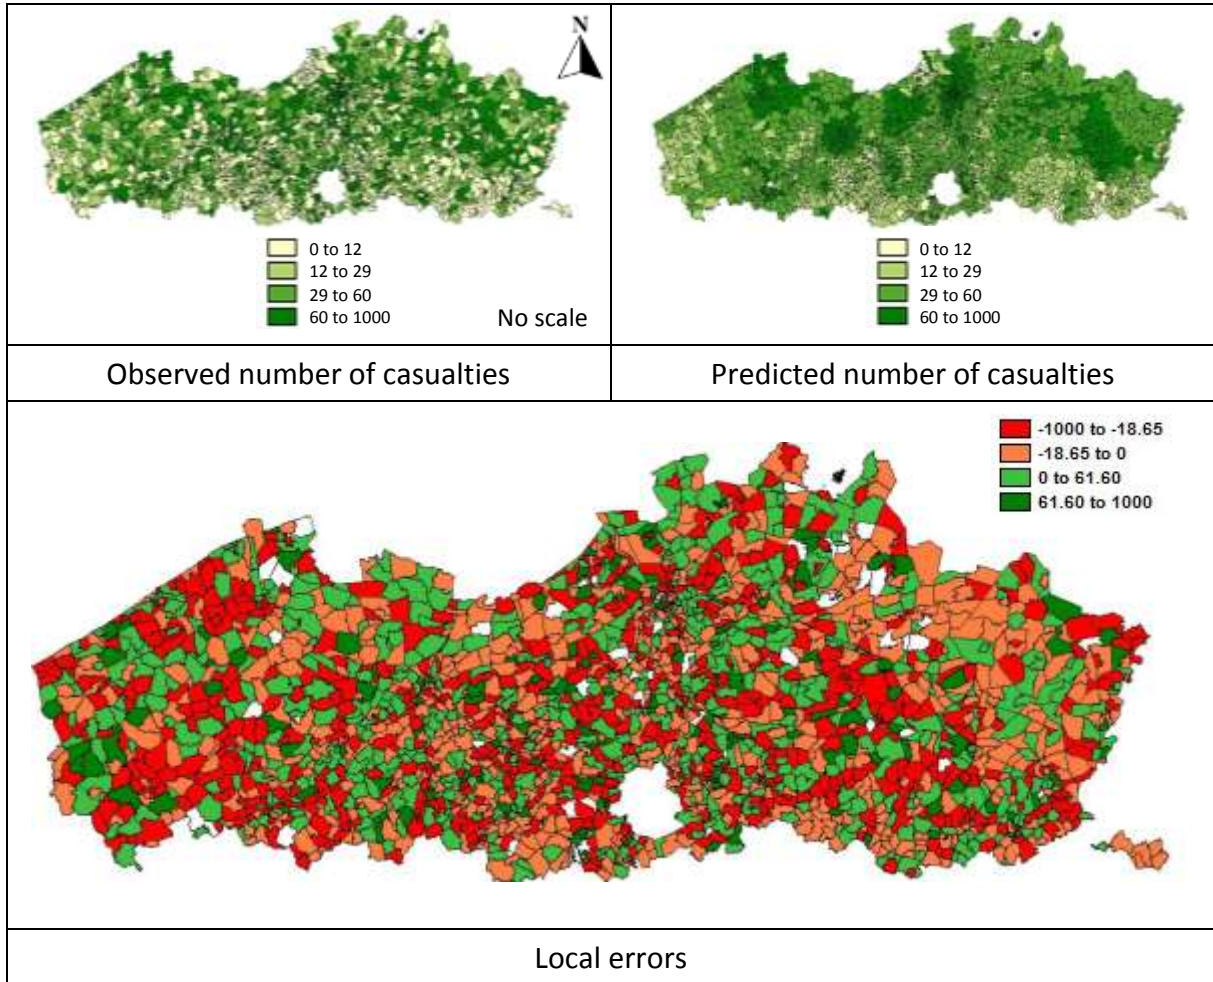 N
0 to 12
12 to 29
29 to 60
60 to 1000
No scale
0 to 12
12 to 29
29 to 60
60 to 1000
Observed number of casualties
Predicted number of casualties
-1000 to -18.65
-18.65 to 0
0 to 61.60
61.60 to 1000
Local errors